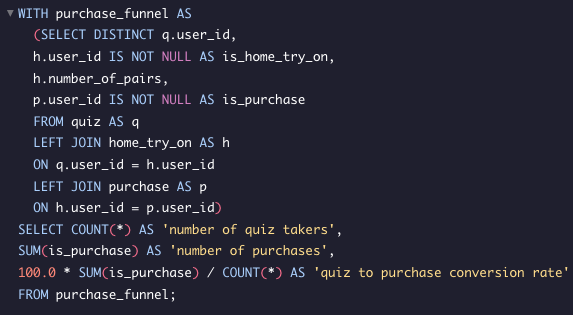 WITH purchase_funnel AS
(SELECT DISTINCT q.user_id,
h.user_id IS NOT NULL AS is_home_try_on,
h.number_of_pairs,
p.user_id IS NOT NULL AS is_purchase
FROM quiz AS q
LEFT JOIN home_try_on AS h
ON q.user_id = h.user_id
LEFT JOIN purchase AS p
ON h.user_id = p.user_id)
SELECT COUNT(*) AS 'number of quiz takers',
SUM(is_purchase) AS 'number of purchases',
100.0 * SUM(is_purchase) / COUNT(*) AS 'quiz to purchase conversion rate'
FROM purchase_funnel;